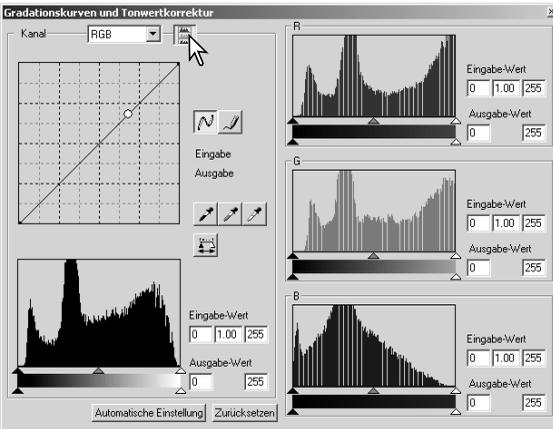 Gradationskurven und Tonwertkorrektur
Kanal RGB
Eingabe
Ausgabe
Eingabe-Wert
0 1.00 255
Ausgabe-Wert
0 255
Automatische Einstellung Zurücksetzen
R
Eingabe-Wert
0 1.00 255
Ausgabe-Wert
0 255
G
Eingabe-Wert
0 1.00 255
Ausgabe-Wert
0 255
B
Eingabe-Wert
0 1.00 255
Ausgabe-Wert
0 255